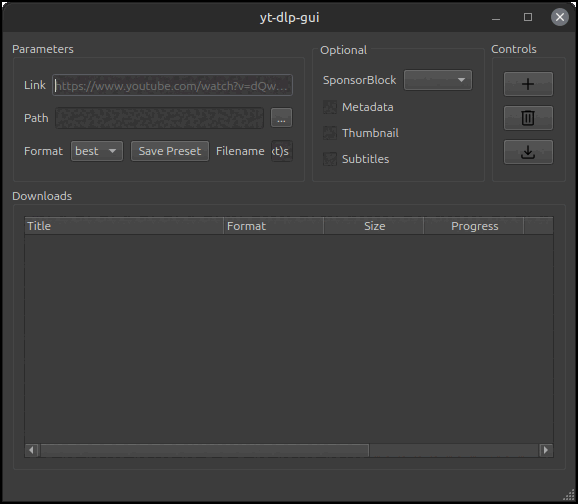 yt-dlp-gui
Parameters
Link https://www.youtube.com/watch?v=dQw...
Path ...
Format best Save Preset Filename t)s
Optional
SponsorBlock
Metadata
Thumbnail
Subtitles
Controls
Downloads
Title Format Size Progress